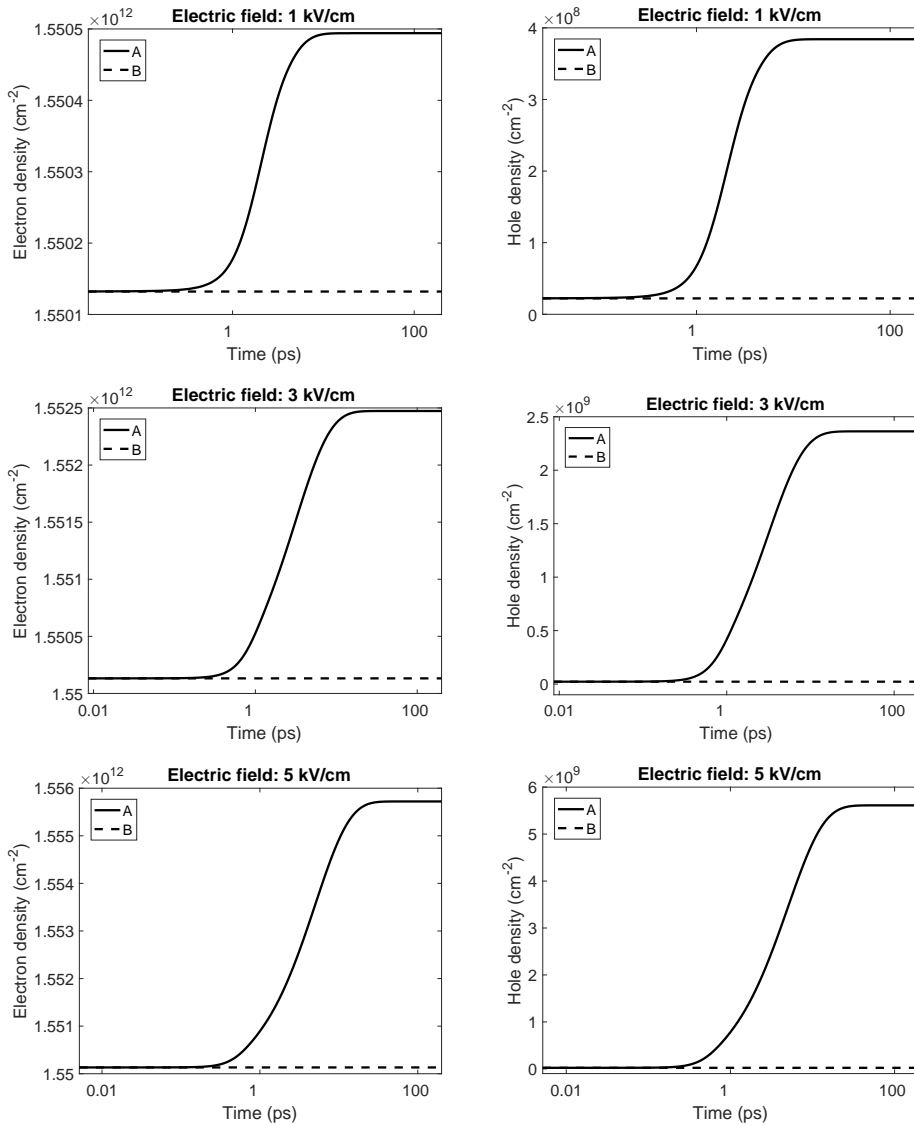 ×10^12
Electric field: 1 kV/cm
1.5505
1.5504
1.5503
1.5502
1.5501
Electron density (cm^-2)
A
B
1
100
Time (ps)
Electric field: 1 kV/cm
×10^8
4
3
2
1
0
Hole density (cm^-2)
A
B
1
100
Time (ps)
×10^12
Electric field: 3 kV/cm
1.5525
1.552
1.5515
1.551
1.5505
1.55
Electron density (cm^-2)
A
B
0.01
1
100
Time (ps)
×10^9
Electric field: 3 kV/cm
2.5
2
1.5
1
0.5
0
Hole density (cm^-2)
A
B
0.01
1
100
Time (ps)
×10^12
Electric field: 5 kV/cm
1.556
1.555
1.554
1.553
1.552
1.551
1.55
Electron density (cm^-2)
A
B
0.01
1
100
Time (ps)
×10^9
Electric field: 5 kV/cm
6
5
4
3
2
1
0
Hole density (cm^-2)
A
B
0.01
1
100
Time (ps)